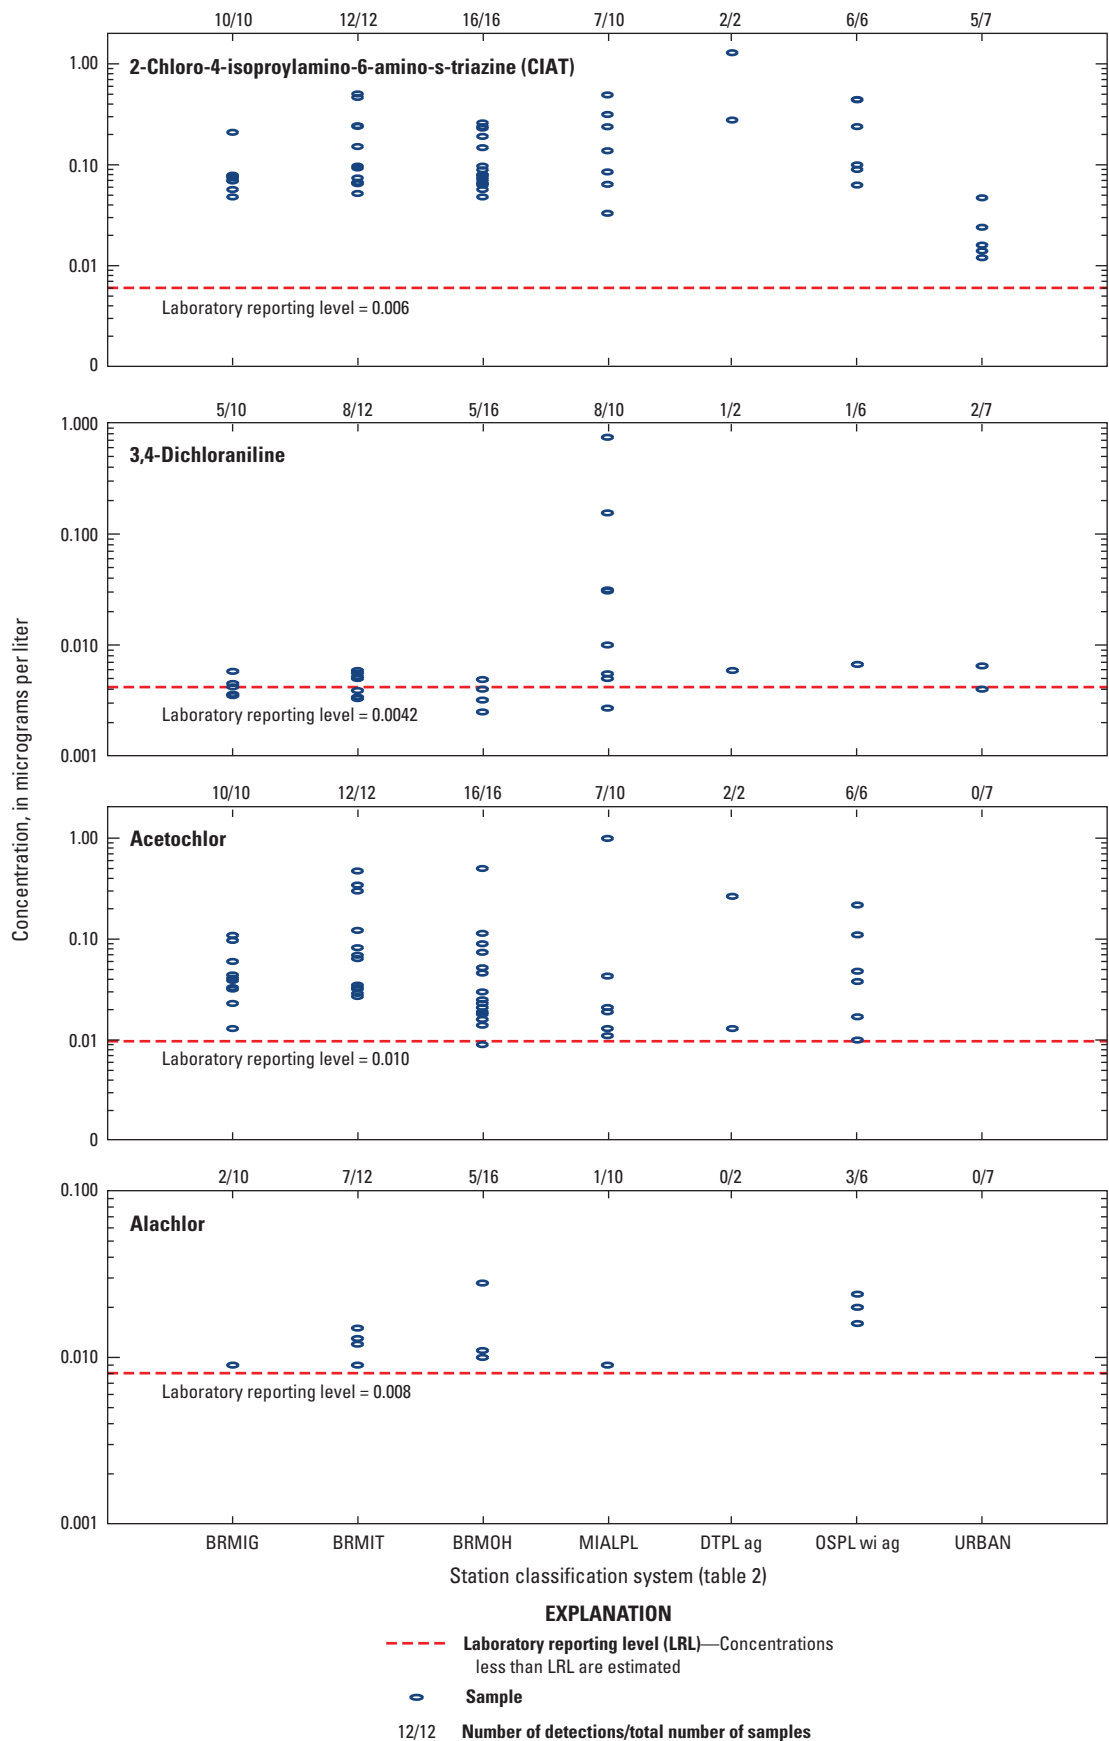 10/10 12/12 16/16 7/10 2/2 6/6 5/7
2-Chloro-4-isoproylamino-6-amino-s-triazine (CIAT)
1.00
0.10
0.01
Laboratory reporting level = 0.006
0
5/10 8/12 5/16 8/10 1/2 1/6 2/7
1.000
3,4-Dichloraniline
0.100
0.010
Laboratory reporting level = 0.0042
0.001
Concentration, in micrograms per liter
10/10 12/12 16/16 7/10 2/2 6/6 0/7
1.00
Acetochlor
0.10
0.01
Laboratory reporting level = 0.010
0
2/10 7/12 5/16 1/10 0/2 3/6 0/7
0.100
Alachlor
0.010
Laboratory reporting level = 0.008
0.001
BRMIG BRMIT BRMOH MIALPL DTPL ag OSPL wi ag URBAN
Station classification system (table 2)
EXPLANATION
Laboratory reporting level (LRL)—Concentrations
less than LRL are estimated
Sample
12/12 Number of detections/total number of samples